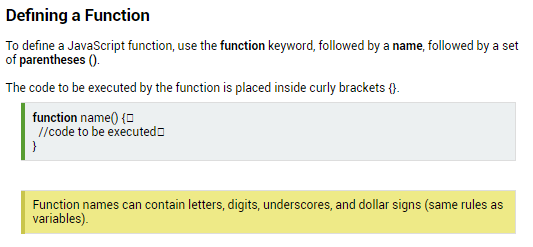 Defining a Function
To define a JavaScript function, use the function keyword, followed by a name, followed by a set
of parentheses ().
The code to be executed by the function is placed inside curly brackets {}.
function name() {□
//code to be executed□
}
Function names can contain letters, digits, underscores, and dollar signs (same rules as
variables).